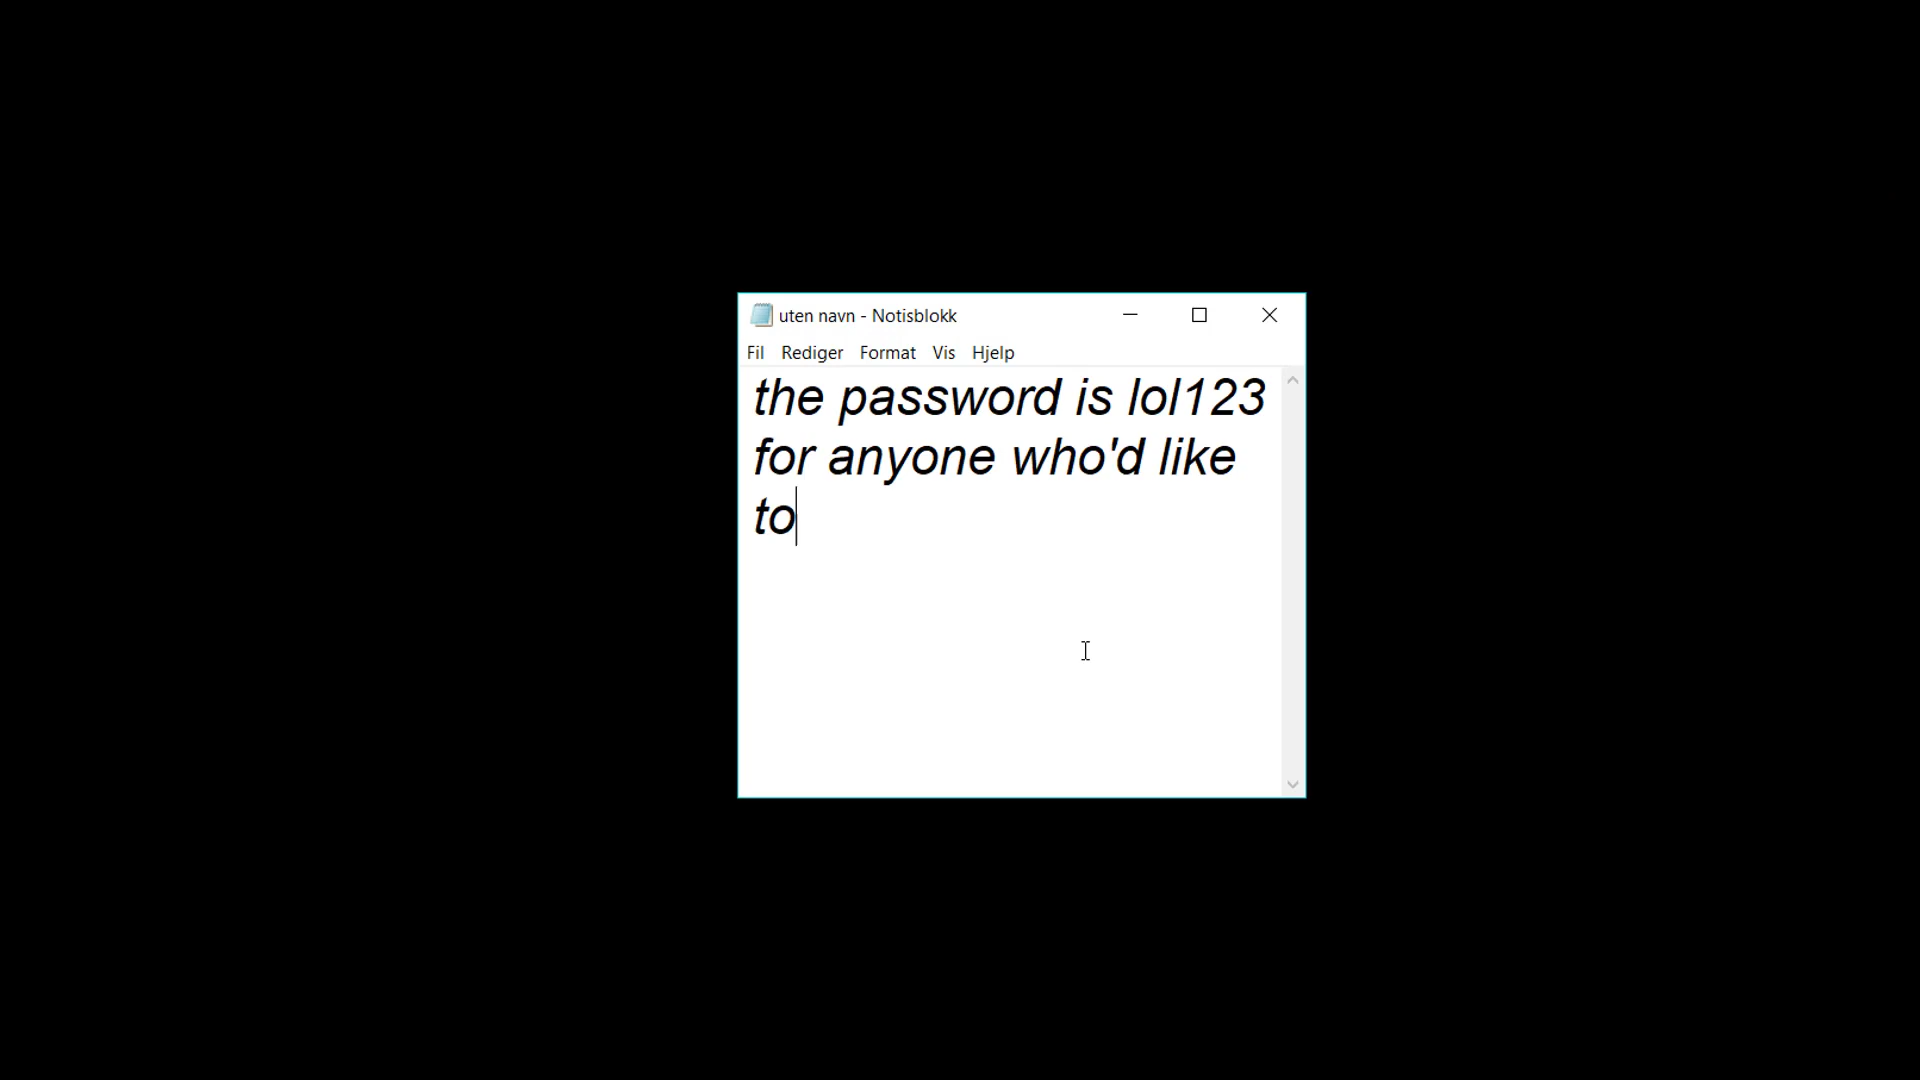 uten navn - Notisblokk
Fil Rediger Format Vis Hjelp
the password is lol123
for anyone who'd like
to